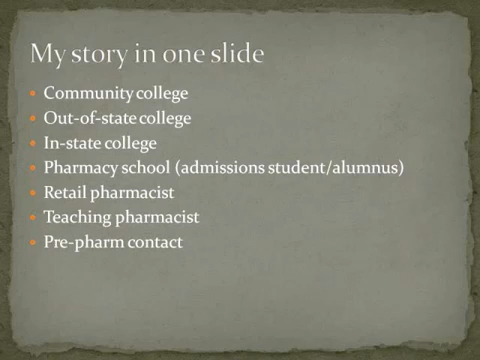 My story in one slide
Community college
Out-of-state college
In-state college
Pharmacy school (admissions student/alumnus)
Retail pharmacist
Teaching pharmacist
Pre-pharm contact